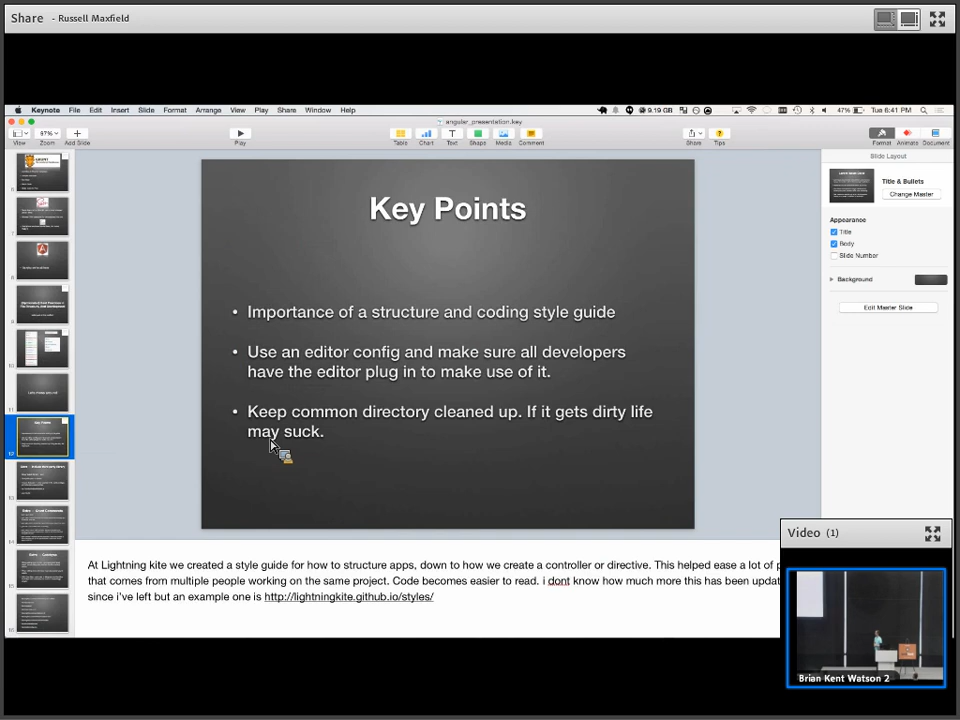 Share - Russell Maxfield
Keynote File Edit Insert Slide Format Arrange View Play Share Window Help
9.19 GB
47%
Tue 6:41 PM
angular_presentation.key
97%
View Zoom Add Slide
Play
Table Chart Text Shape Media Comment
Share Tips
Format Animate Document
Slide Layout
Title & Bullets
Change Master
Appearance
Title
Body
Slide Number
Background
Edit Master Slide
Key Points
• Importance of a structure and coding style guide
• Use an editor config and make sure all developers
have the editor plug in to make use of it.
• Keep common directory cleaned up. If it gets dirty life
may suck.
At Lightning kite we created a style guide for how to structure apps, down to how we create a controller or directive. This helped ease a lot of p
that comes from multiple people working on the same project. Code becomes easier to read. i dont know how much more this has been updat
since i've left but an example one is http://lightningkite.github.io/styles/
Video (1)
Brian Kent Watson 2